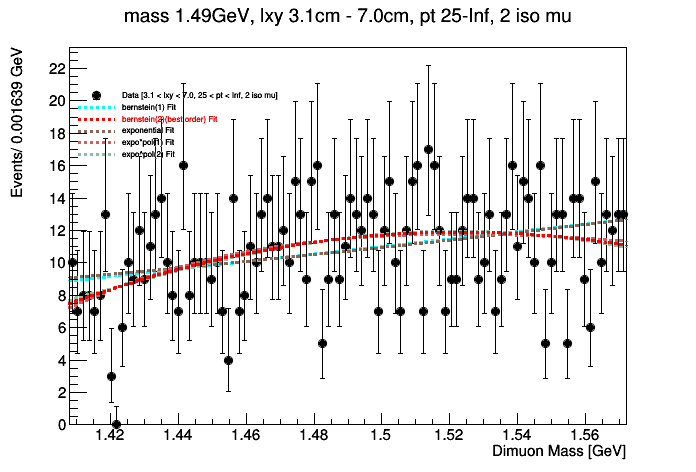 mass 1.49GeV, lxy 3.1cm - 7.0cm, pt 25-Inf, 2 iso mu
Events/ 0.001639 GeV
22
20
18
16
14
12
10
8
6
4
2
0
Data [3.1 < lxy < 7.0, 25 < pt < Inf, 2 iso mu]
bernstein(1) Fit
bernstein(2)(best order) Fit
exponential Fit
expo*pol(1) Fit
expo*pol(2) Fit
1.42 1.44 1.46 1.48 1.5 1.52 1.54 1.56
Dimuon Mass [GeV]